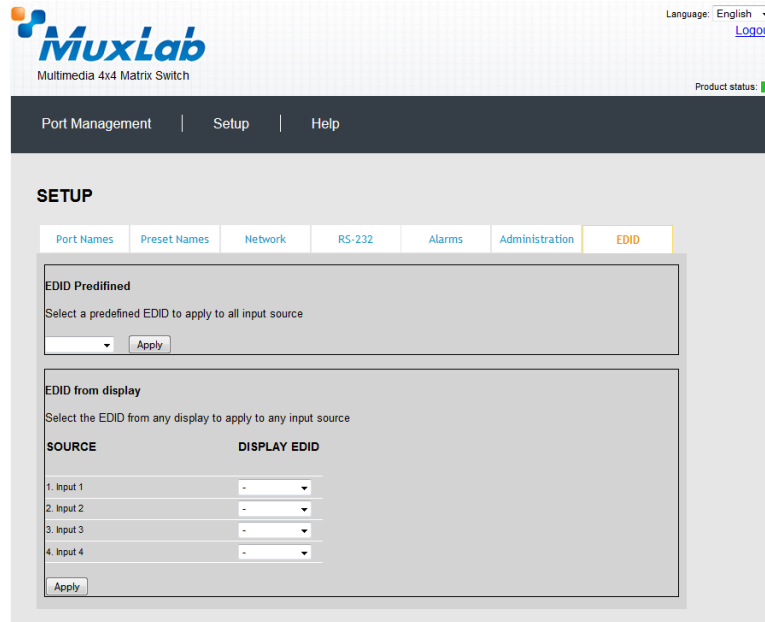 Language: English
MuxLab
Logou
Multimedia 4x4 Matrix Switch
Product status:
Port Management | Setup | Help
SETUP
Port Names Preset Names Network RS-232 Alarms Administration EDID
EDID Predifined
Select a predefined EDID to apply to all input source
Apply
EDID from display
Select the EDID from any display to apply to any input source
SOURCE DISPLAY EDID
1. Input 1 -
2. Input 2 -
3. Input 3 -
4. Input 4 -
Apply